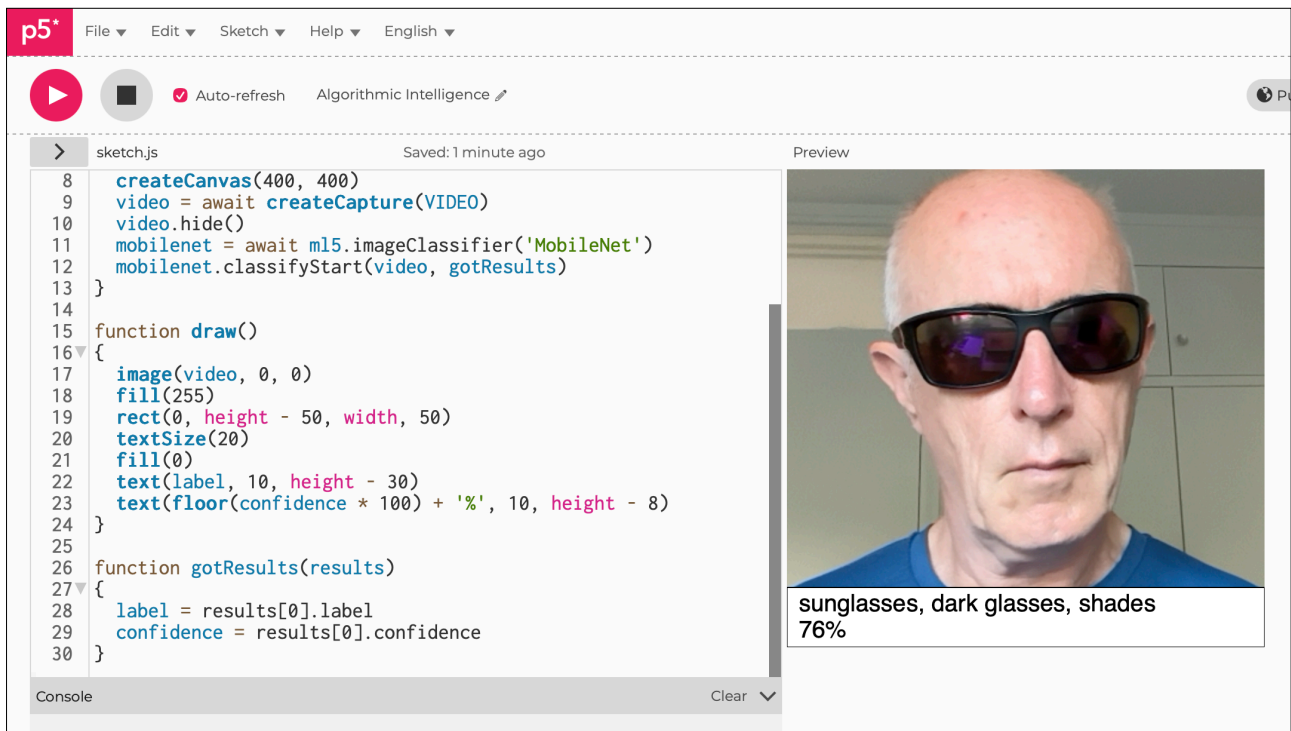 p5*
File Edit Sketch Help English
Auto-refresh Algorithmic Intelligence
sketch.js Saved: 1 minute ago Preview
8 createCanvas(400, 400)
9 video = await createCapture(VIDEO)
10 video.hide()
11 mobilenet = await ml5.imageClassifier('MobileNet')
12 mobilenet.classifyStart(video, gotResults)
13 }
14
15 function draw()
16 {
17 image(video, 0, 0)
18 fill(255)
19 rect(0, height - 50, width, 50)
20 textSize(20)
21 fill(0)
22 text(label, 10, height - 30)
23 text(floor(confidence * 100) + '%', 10, height - 8)
24 }
25
26 function gotResults(results)
27 {
28 label = results[0].label
29 confidence = results[0].confidence
30 }
sunglasses, dark glasses, shades
76%
Console Clear